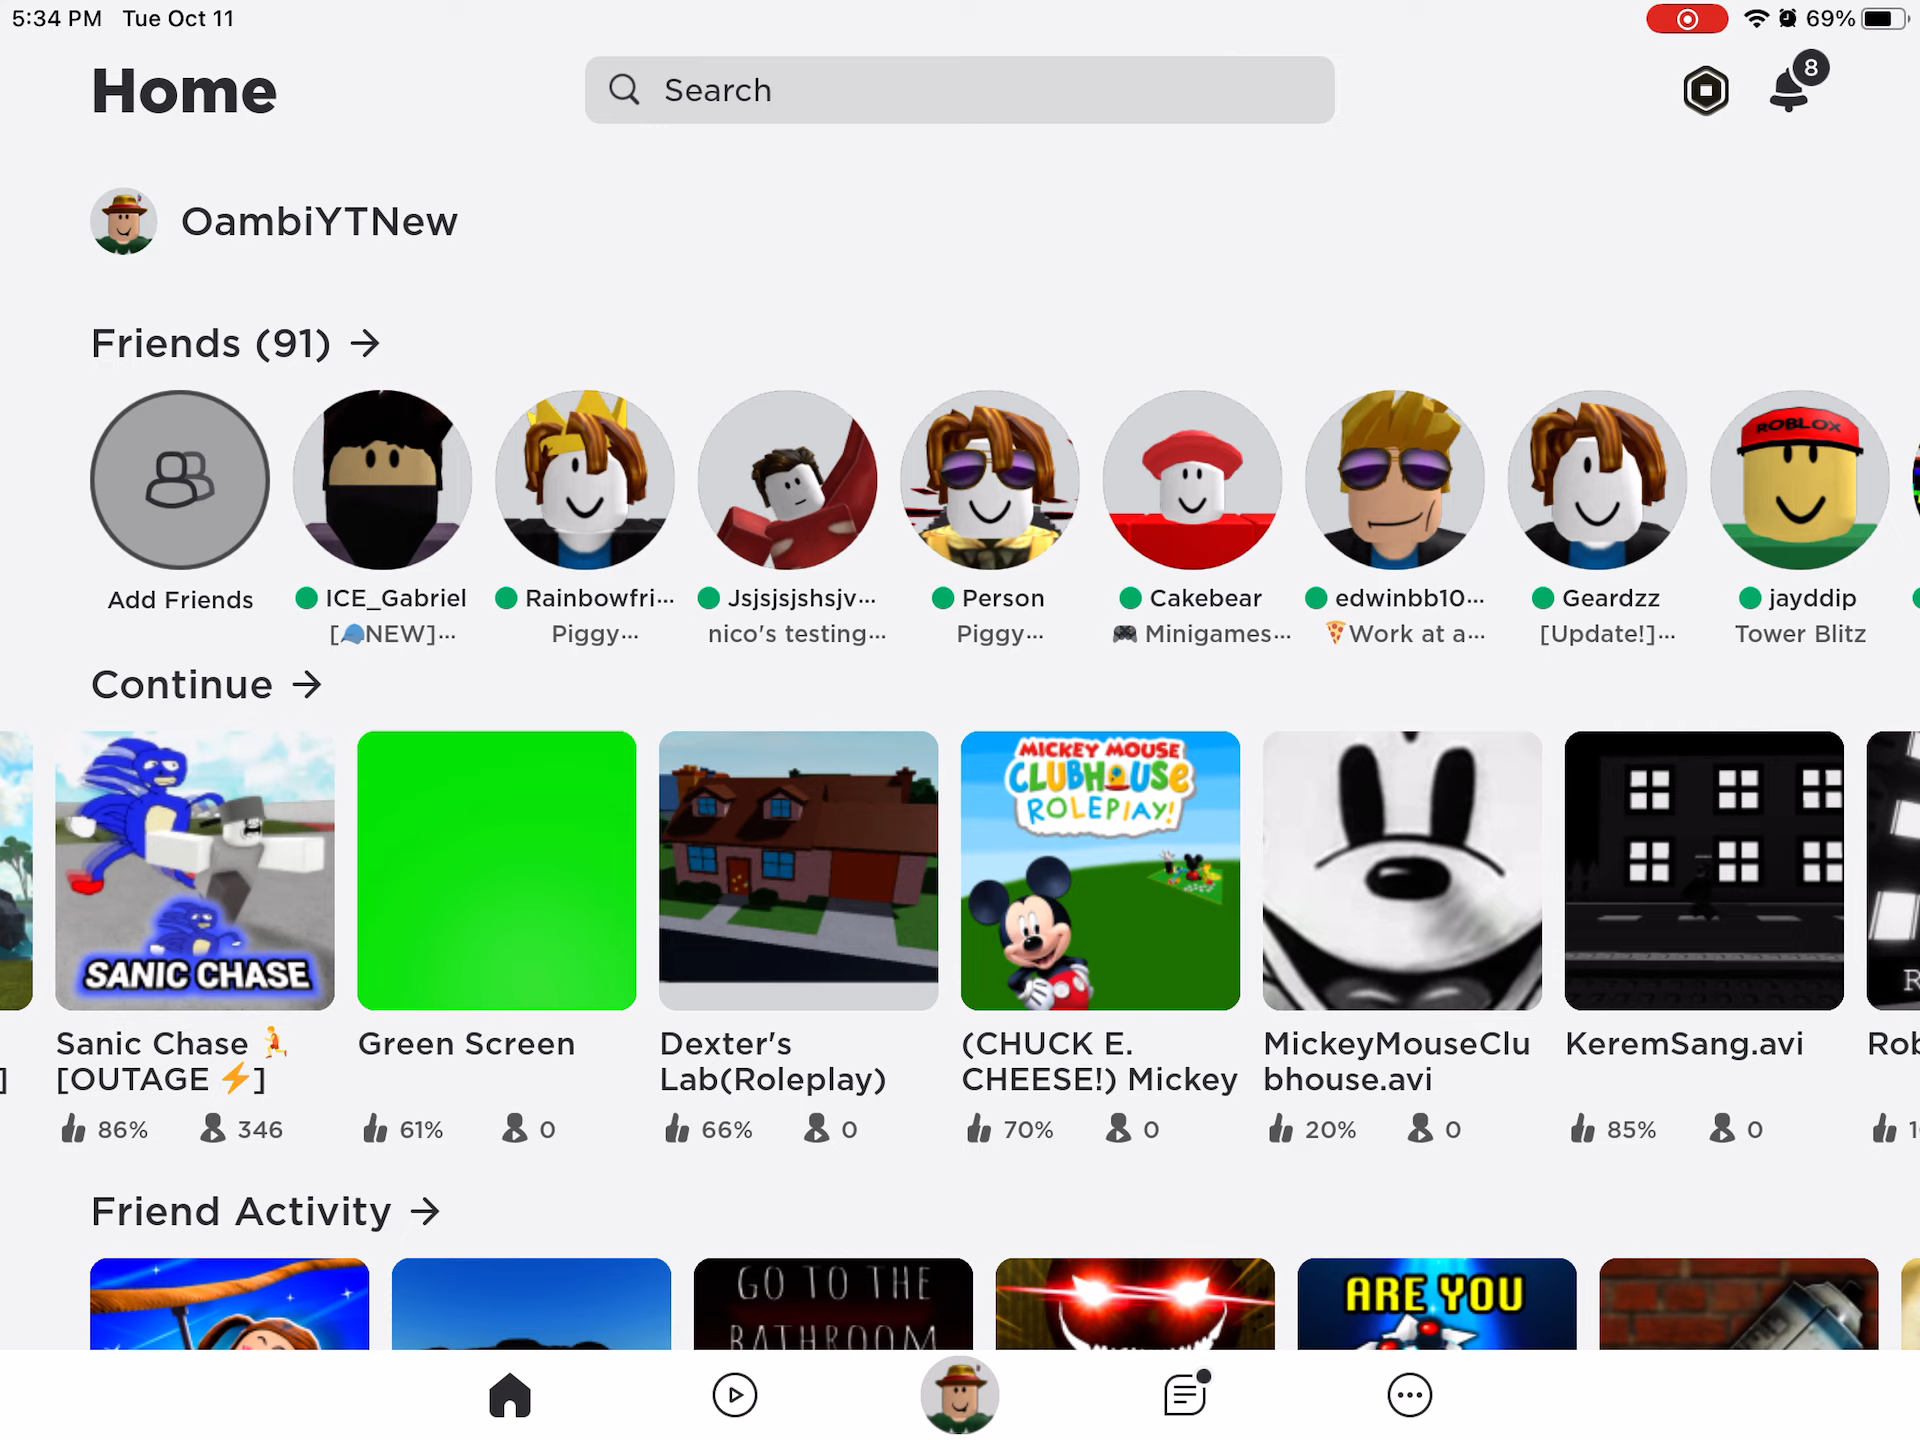 5:34 PM Tue Oct 11 69%
Home
Search
8
OambiYTNew
Friends (91) →
ROBLOX
Add Friends
ICE_Gabriel
Rainbowfri...
Jsjsjsjshsjv...
Person
Cakebear
edwinbb10...
Geardzz
jayddip
[🧢NEW]...
Piggy...
nico's testing...
Piggy...
🎮 Minigames...
🍕Work at a...
[Update!]...
Tower Blitz
Continue →
SANIC CHASE
MICKEY MOUSE
CLUBHOUSE
ROLEPLAY!
R
Sanic Chase 🏃
[OUTAGE ⚡]
Green Screen
Dexter's
Lab(Roleplay)
(CHUCK E.
CHEESE!) Mickey
MickeyMouseClu
bhouse.avi
KeremSang.avi
Rob
]
86% 346
61% 0
66% 0
70% 0
20% 0
85% 0
Friend Activity →
GO TO THE
BATHROOM
ARE YOU